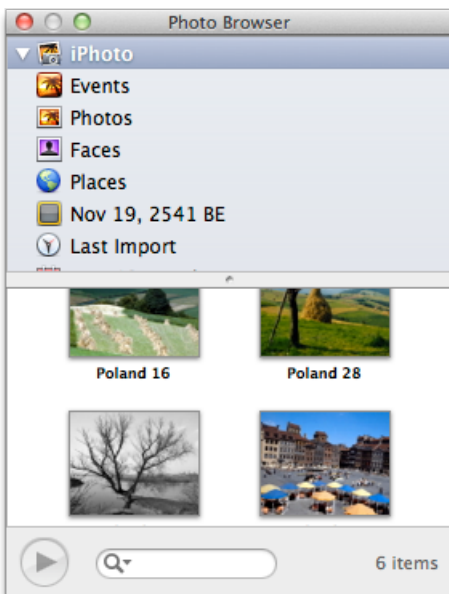 Photo Browser
iPhoto
Events
Photos
Faces
Places
Nov 19, 2541 BE
Last Import
Poland 16
Poland 28
6 items